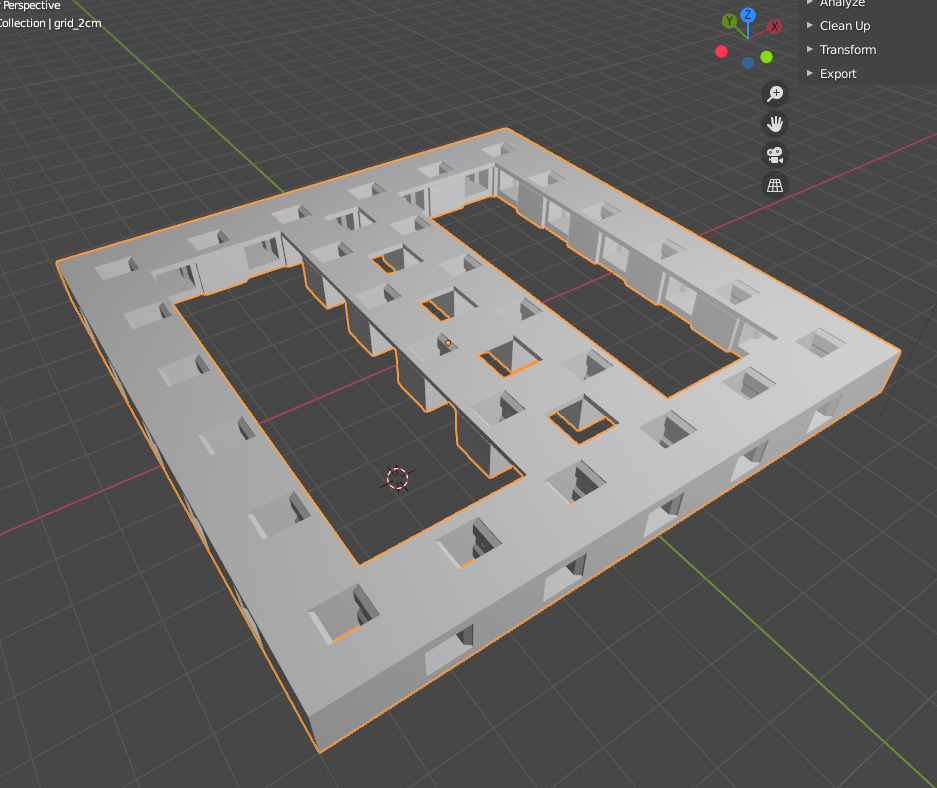 Perspective
Collection | grid_2cm
Analyze
Clean Up
Transform
Export
Z
Y
X